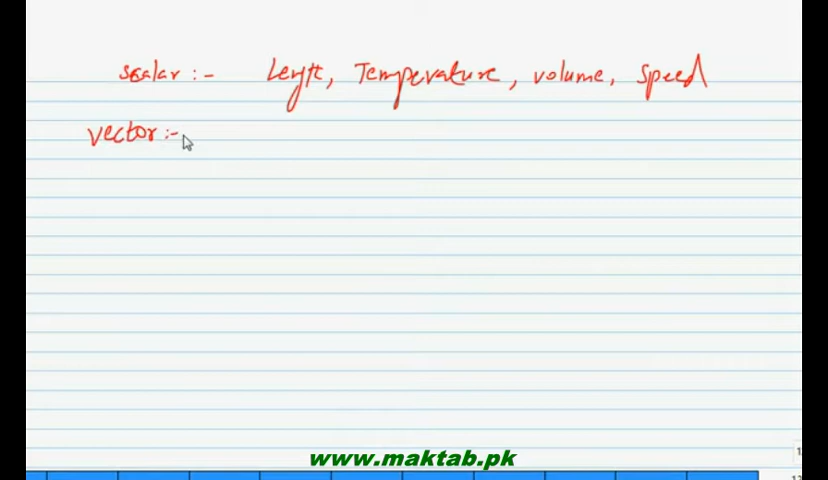 scalar :- Length, Temperature, volume, speed
vector :-
www.maktab.pk